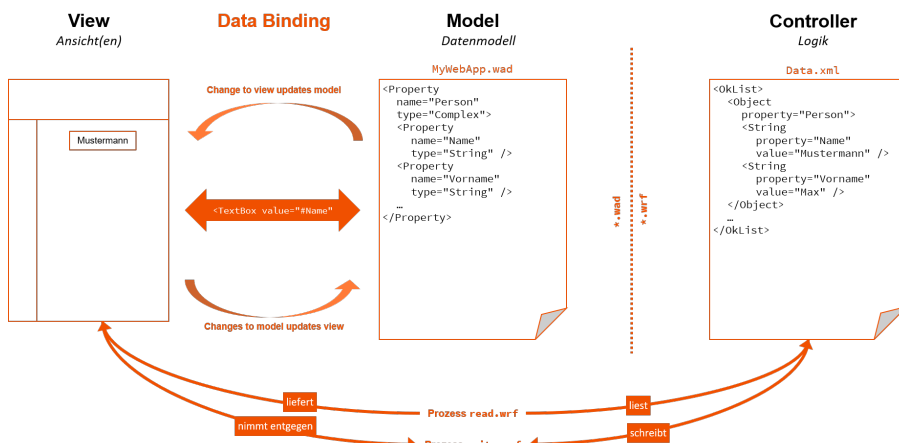 View
Ansicht(en)
Data Binding
Model
Datenmodell
Controller
Logik
Change to view updates model
Mustermann
<TextBox value="#Name"
Changes to model updates view
MyWebApp.wad
<Property
name="Person"
type="Complex">
<Property
name="Name"
type="String" />
<Property
name="Vorname"
type="String" />
…
</Property>
*.wad
*.wrf
Data.xml
<OkList>
<Object
property="Person">
<String
property="Name"
value="Mustermann" />
<String
property="Vorname"
value="Max" />
</Object>
…
</OkList>
liefert
Prozess read.wrf
liest
nimmt entgegen
schreibt